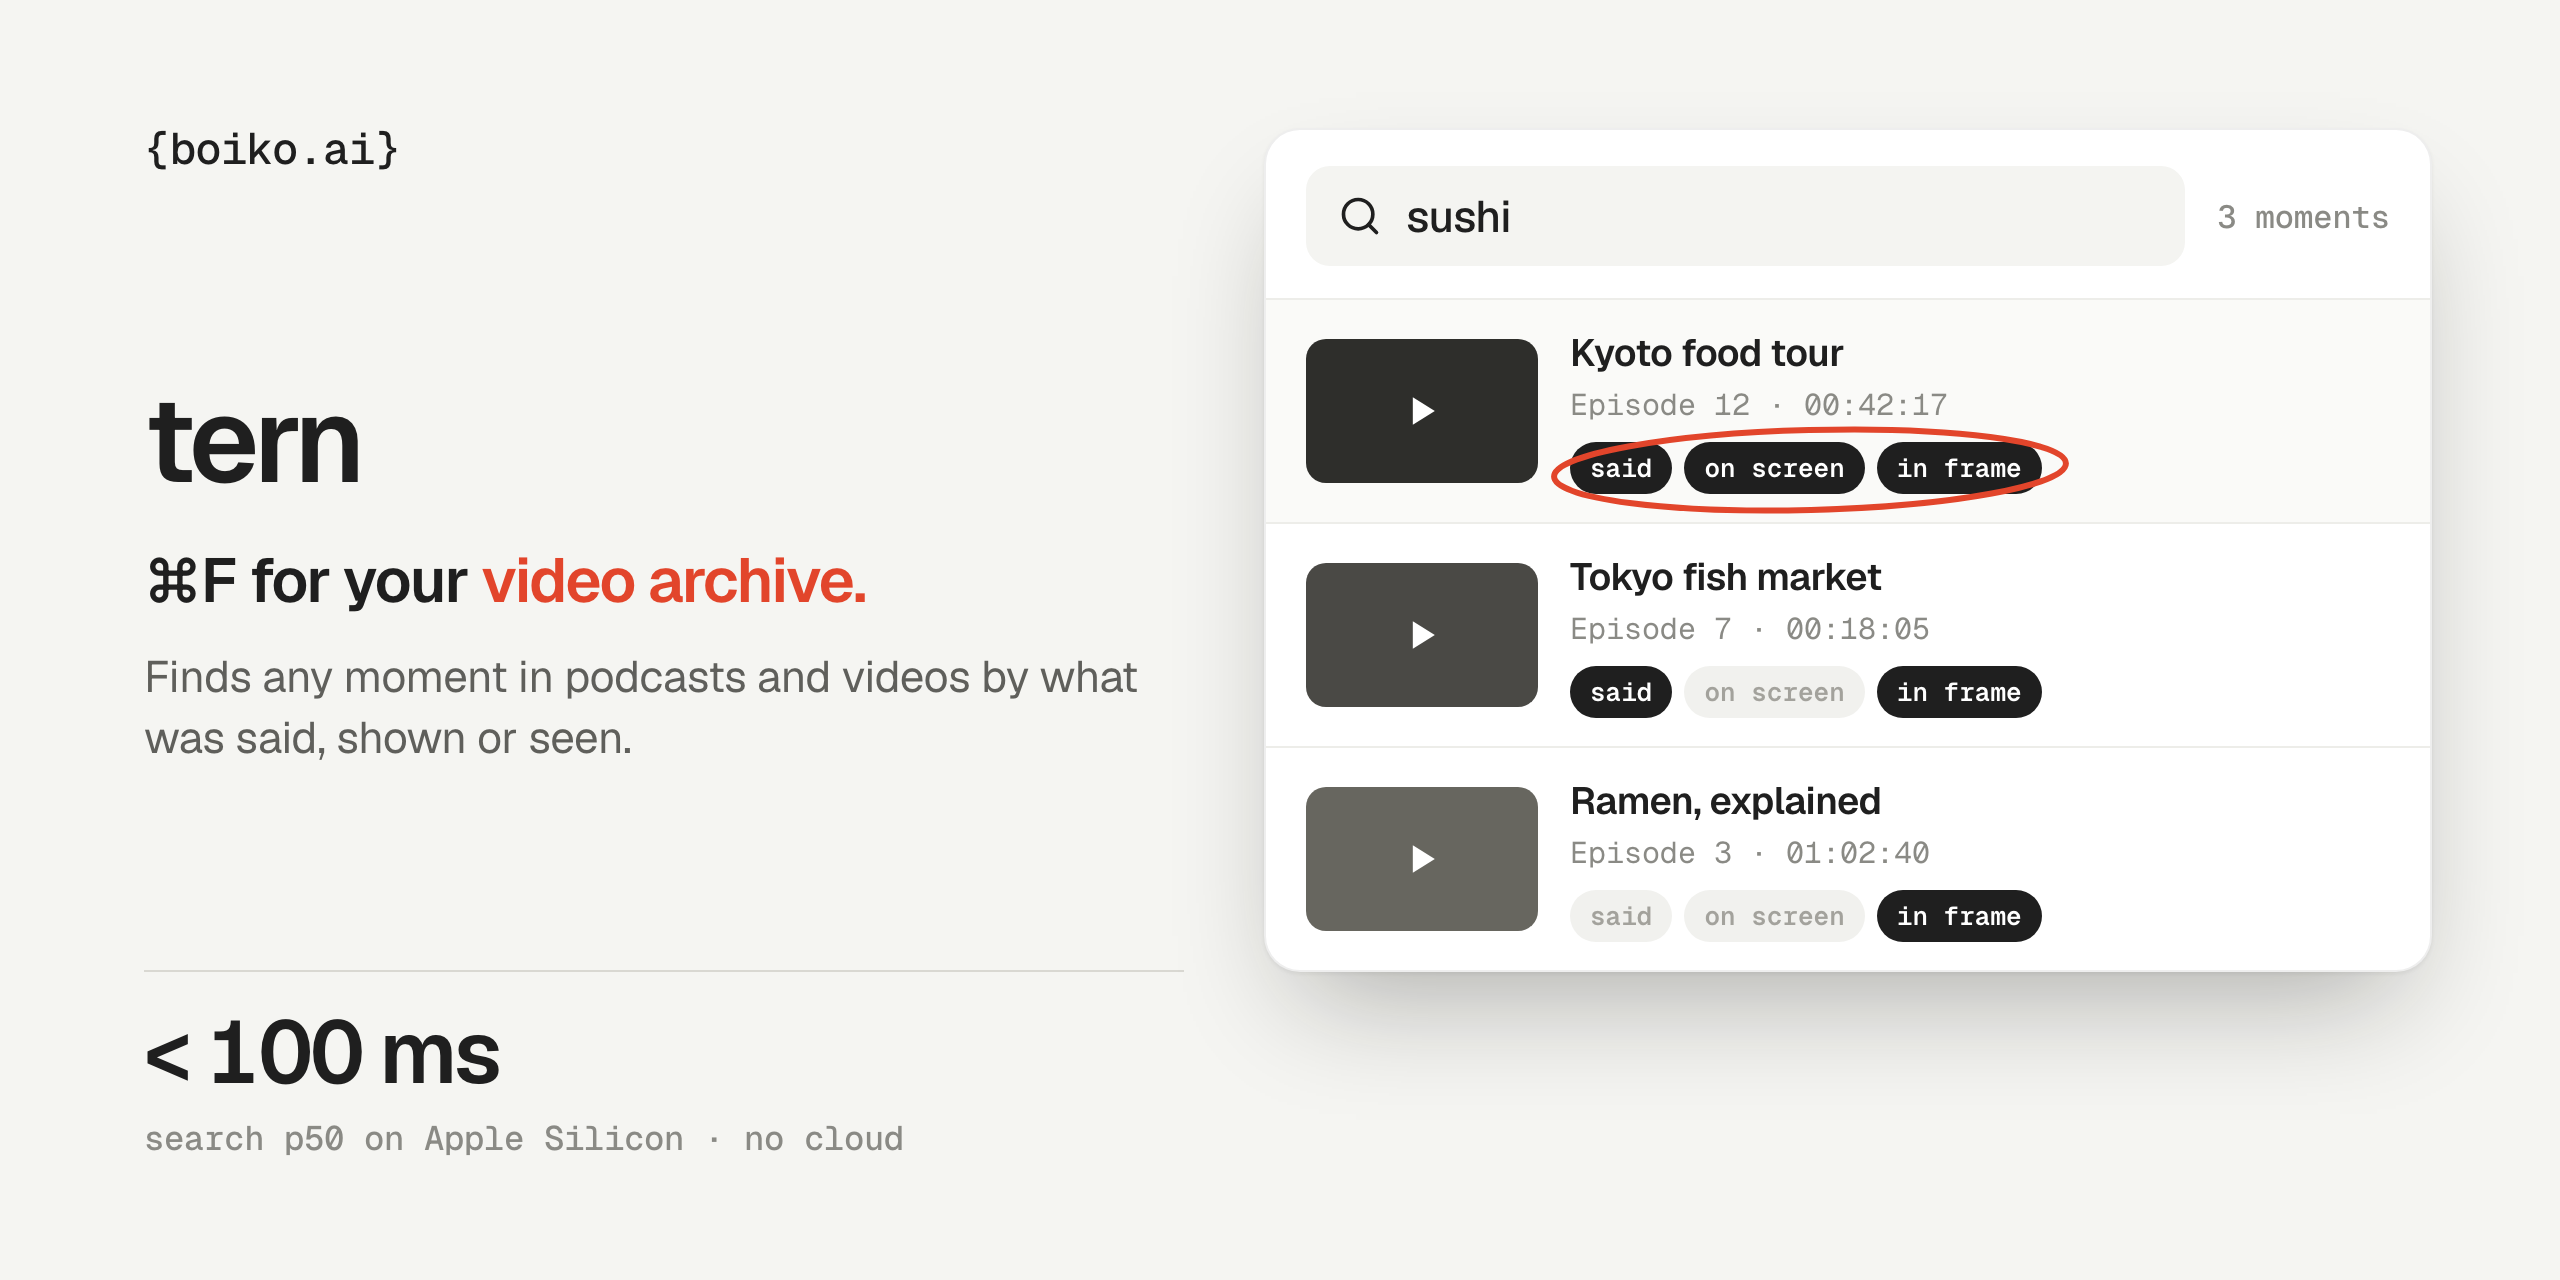 {boiko.ai}
tern
⌘F for your video archive.
Finds any moment in podcasts and videos by what
was said, shown or seen.
< 100 ms
search p50 on Apple Silicon · no cloud
sushi
3 moments
Kyoto food tour
Episode 12 · 00:42:17
said on screen in frame
Tokyo fish market
Episode 7 · 00:18:05
said on screen in frame
Ramen, explained
Episode 3 · 01:02:40
said on screen in frame